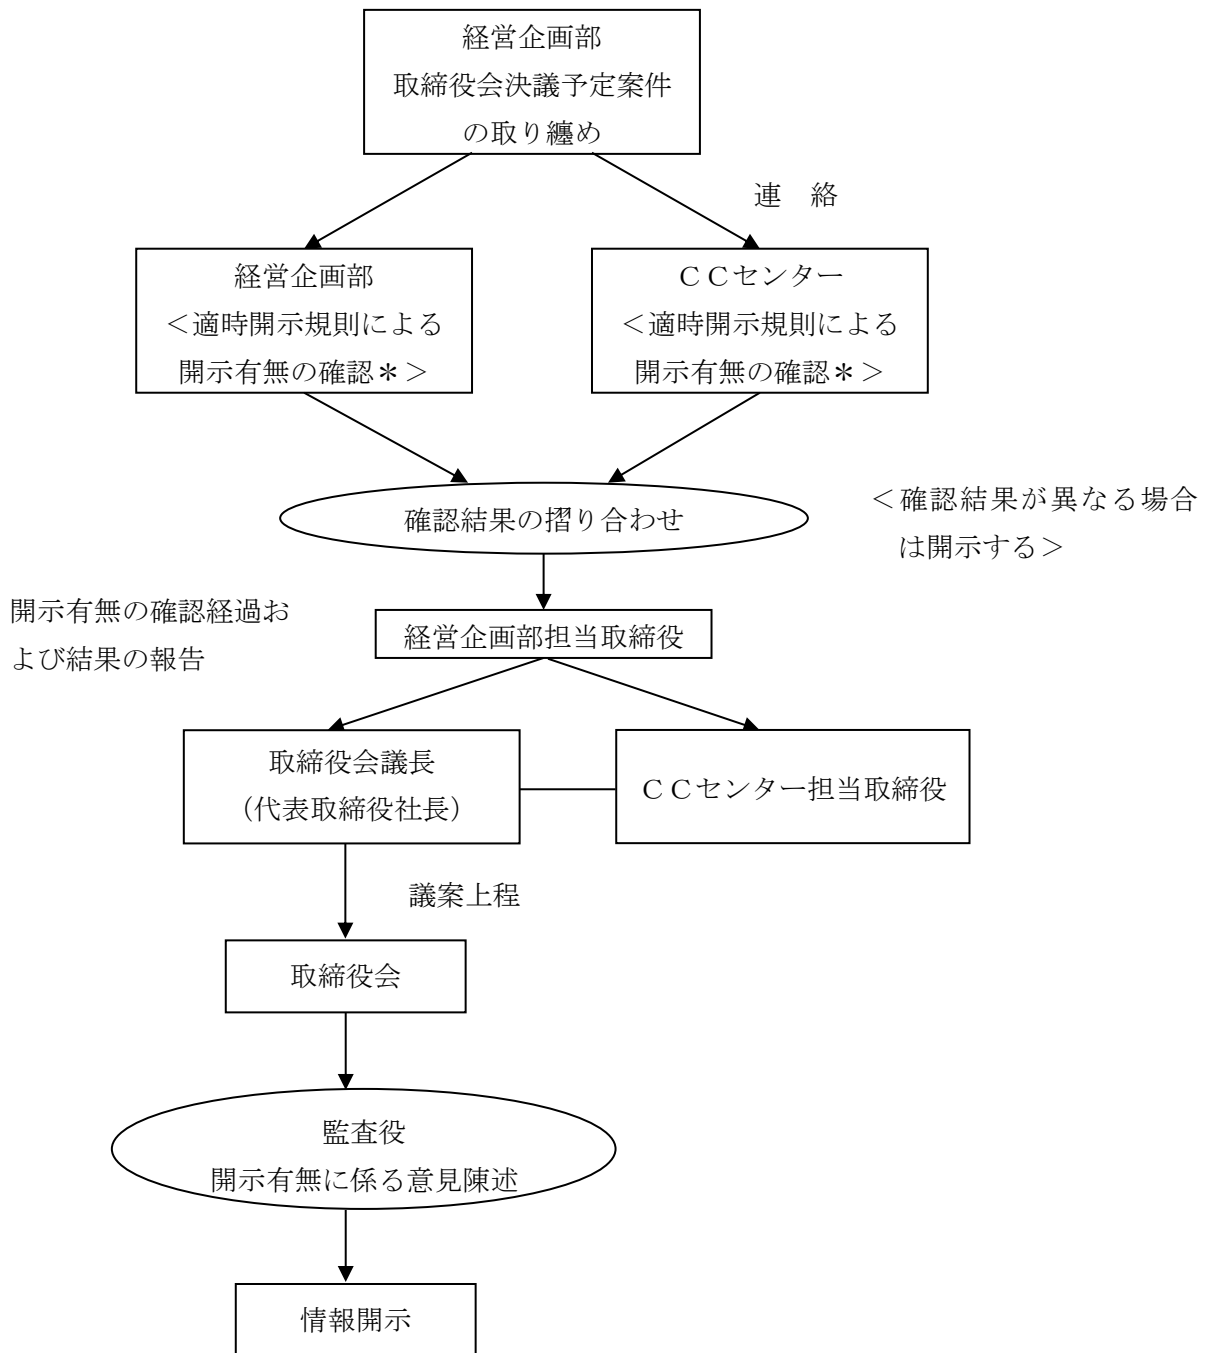 経営企画部
取締役会決議予定案件
の取り纏め
連　絡
経営企画部
＜適時開示規則による
開示有無の確認＊＞
ＣＣセンター
＜適時開示規則による
開示有無の確認＊＞
確認結果の摺り合わせ
＜確認結果が異なる場合
は開示する＞
開示有無の確認経過お
よび結果の報告
経営企画部担当取締役
取締役会議長
（代表取締役社長）
ＣＣセンター担当取締役
議案上程
取締役会
監査役
開示有無に係る意見陳述
情報開示